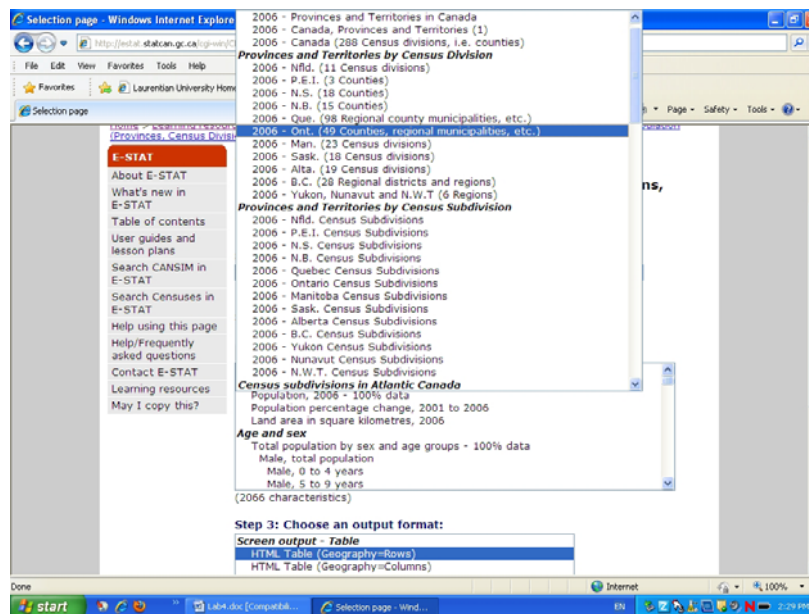 Selection page - Windows Internet Explore
http://estat.statcan.gc.ca/cgi-win/C
File Edit View Favorites Tools Help
Favorites
Laurentian University Hom
Selection page
Page
Safety
Tools
2006 - Provinces and Territories in Canada
2006 - Canada, Provinces and Territories (1)
2006 - Canada (288 Census divisions, i.e. counties)
Provinces and Territories by Census Division
2006 - Nfld. (11 Census divisions)
2006 - P.E.I. (3 Counties)
2006 - N.S. (18 Counties)
2006 - N.B. (15 Counties)
2006 - Que. (98 Regional county municipalities, etc.)
2006 - Ont. (49 Counties, regional municipalities, etc.)
2006 - Man. (23 Census divisions)
2006 - Sask. (18 Census divisions)
2006 - Alta. (19 Census divisions)
2006 - B.C. (28 Regional districts and regions)
2006 - Yukon, Nunavut and N.W.T (6 Regions)
Provinces and Territories by Census Subdivision
2006 - Nfld. Census Subdivisions
2006 - P.E.I. Census Subdivisions
2006 - N.S. Census Subdivisions
2006 - N.B. Census Subdivisions
2006 - Quebec Census Subdivisions
2006 - Ontario Census Subdivisions
2006 - Manitoba Census Subdivisions
2006 - Sask. Census Subdivisions
2006 - Alberta Census Subdivisions
2006 - B.C. Census Subdivisions
2006 - Yukon Census Subdivisions
2006 - Nunavut Census Subdivisions
2006 - N.W.T. Census Subdivisions
Census subdivisions in Atlantic Canada
(Provinces, Census Divisi
ns,
E-STAT
About E-STAT
What's new in
E-STAT
Table of contents
User guides and
lesson plans
Search CANSIM in
E-STAT
Search Censuses in
E-STAT
Help using this page
Help/Frequently
asked questions
Contact E-STAT
Learning resources
May I copy this?
Population, 2006 - 100% data
Population percentage change, 2001 to 2006
Land area in square kilometres, 2006
Age and sex
Total population by sex and age groups - 100% data
Male, total population
Male, 0 to 4 years
Male, 5 to 9 years
(2066 characteristics)
Step 3: Choose an output format:
Screen output - Table
HTML Table (Geography=Rows)
HTML Table (Geography=Columns)
Done
Internet
100%
start
Lab4.doc [Compatibili...
Selection page - Wind...
EN
2:29 PM